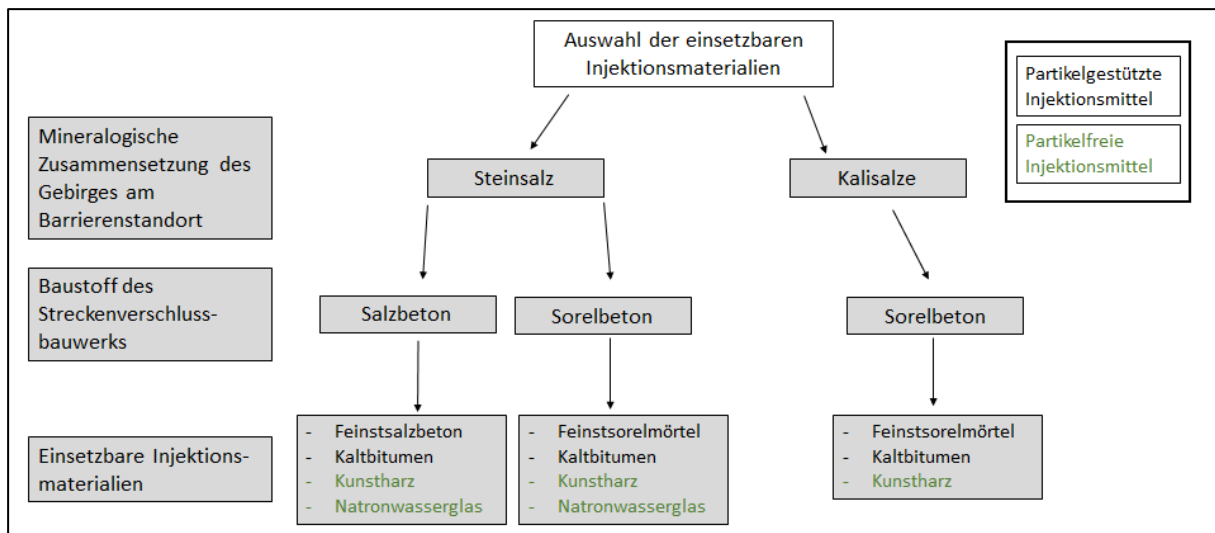 Auswahl der einsetzbaren
Injektionsmaterialien
Partikelgestützte
Injektionsmittel
Partikelfreie
Injektionsmittel
Mineralogische
Zusammensetzung des
Gebirges am
Barrierenstandort
Steinsalz
Kalisalze
Baustoff des
Streckenverschluss-
bauwerks
Salzbeton
Sorelbeton
Sorelbeton
Einsetzbare Injektions-
materialien
- Feinstsalzbeton
- Kaltbitumen
- Kunstharz
- Natronwasserglas
- Feinstsorelmörtel
- Kaltbitumen
- Kunstharz
- Natronwasserglas
- Feinstsorelmörtel
- Kaltbitumen
- Kunstharz